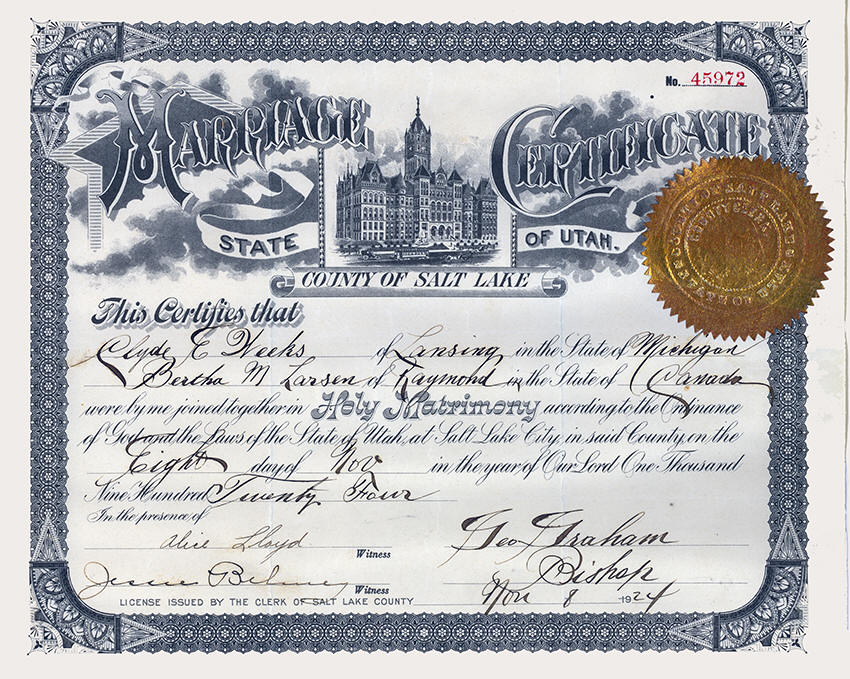 No. 45972
MARRIAGE CERTIFICATE
STATE OF UTAH.
COUNTY OF SALT LAKE
This Certifies that
Clyde E Weeks of Lansing in the State of Michigan
Bertha M Larsen of Raymond in the State of Canada
were by me joined together in Holy Matrimony according to the Ordinance
of God and the Laws of the State of Utah, at Salt Lake City, in said County, on the
Eight day of Nov in the year of Our Lord One Thousand
Nine Hundred Twenty Four
In the presence of
Alice Lloyd Witness
Geo Graham
Bishop
Jessie Witness
Nov 8 1924
LICENSE ISSUED BY THE CLERK OF SALT LAKE COUNTY